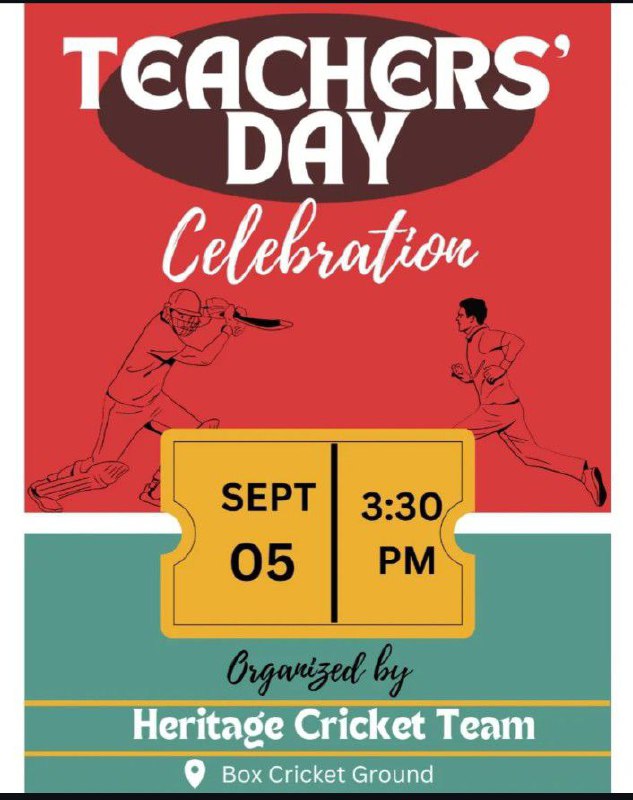 TEACHERS'
DAY
Celebration
SEPT
05
3:30
PM
Organized by
Heritage Cricket Team
Box Cricket Ground